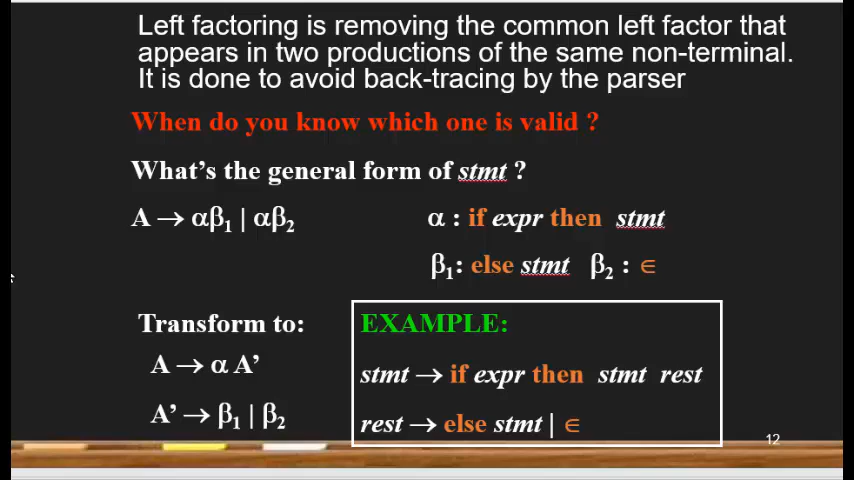 Left factoring is removing the common left factor that
appears in two productions of the same non-terminal.
It is done to avoid back-tracing by the parser
When do you know which one is valid ?
What's the general form of stmt ?
A → αβ₁ | αβ₂
α : if expr then stmt
β₁: else stmt β₂ : ∈
Transform to:
A → α A’
A’ → β₁ | β₂
EXAMPLE:
stmt → if expr then stmt rest
rest → else stmt | ∈
12